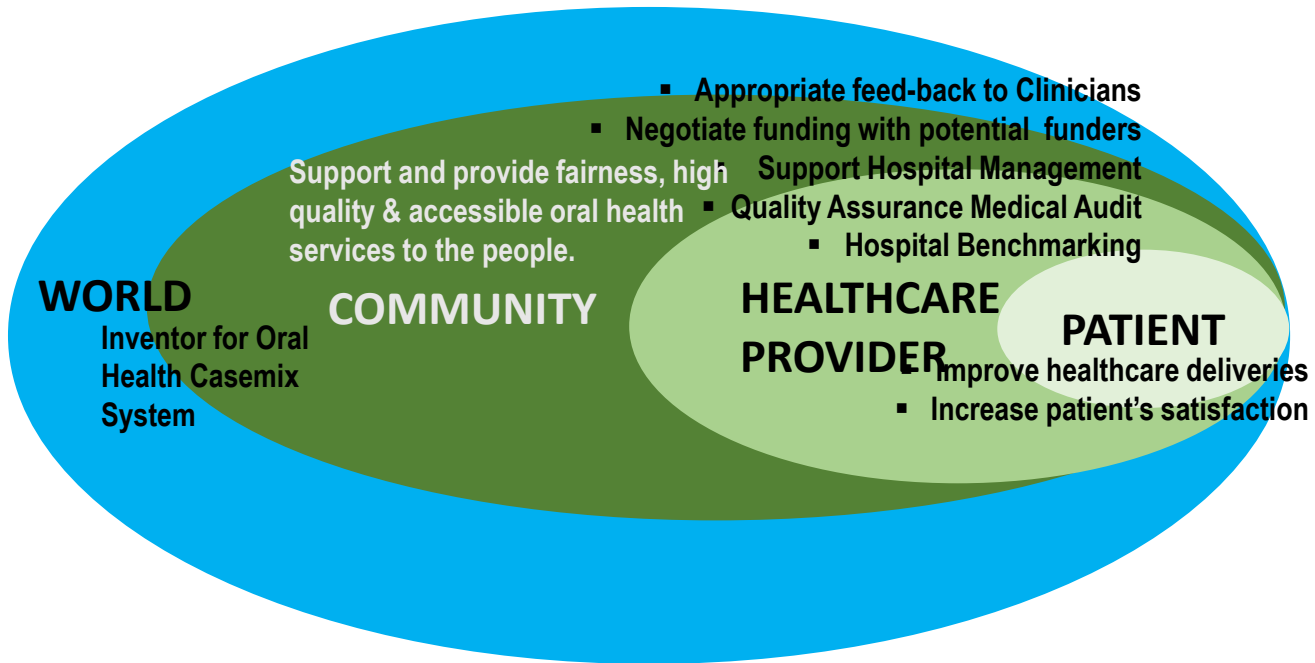 WORLD
Inventor for Oral
Health Casemix
System
Support and provide fairness, high
quality & accessible oral health
services to the people.
COMMUNITY
▪ Appropriate feed-back to Clinicians
▪ Negotiate funding with potential funders
▪ Support Hospital Management
▪ Quality Assurance Medical Audit
▪ Hospital Benchmarking
HEALTHCARE
PROVIDER
PATIENT
▪ Improve healthcare deliveries
▪ Increase patient's satisfaction